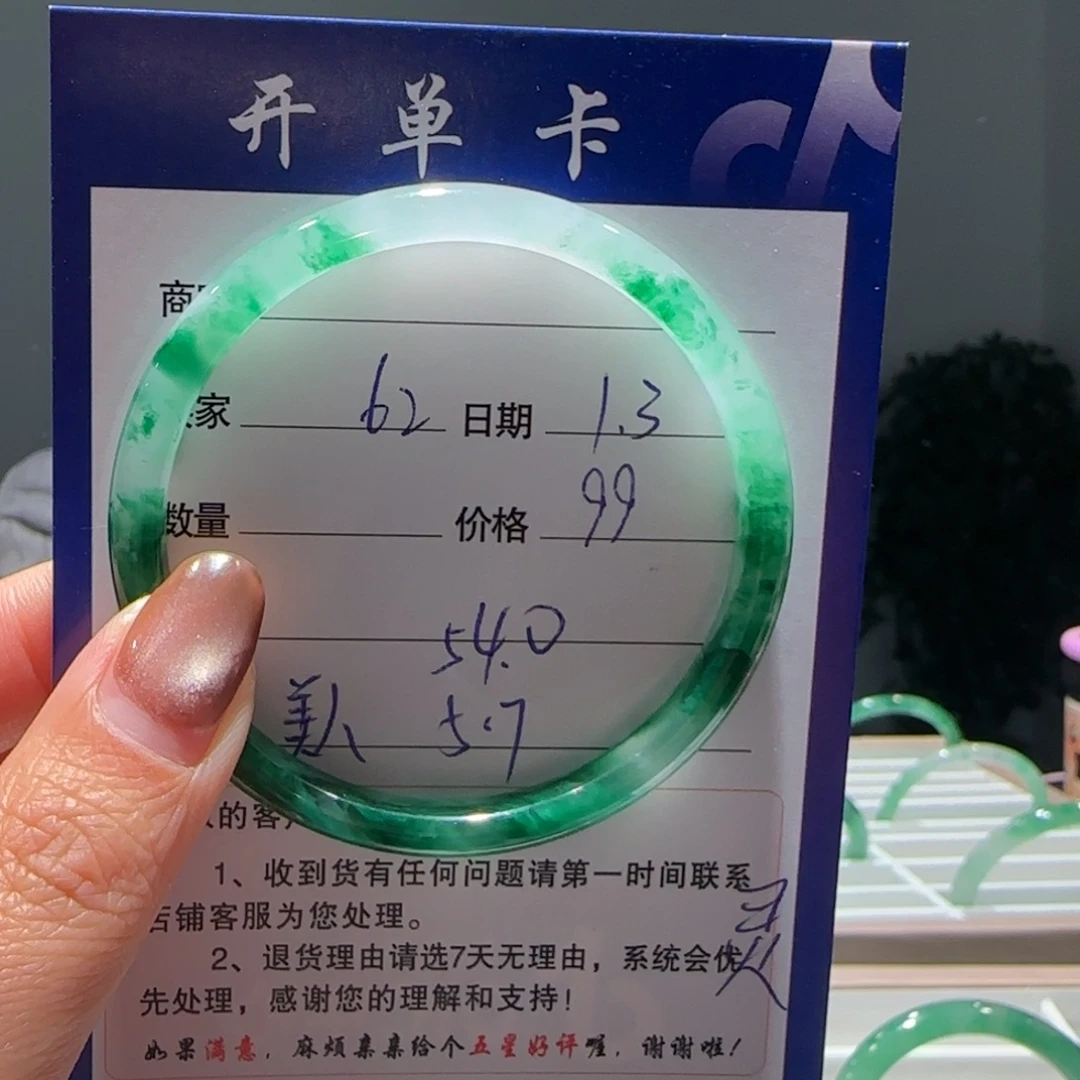 开单卡
商
家 62 日期 1.3
数量 价格 99
54.0
美人 5.7
的客
1、收到货有任何问题请第一时间联系
店铺客服为您处理。
2、退货理由请选7天无理由，系统会优
先处理，感谢您的理解和支持！
如果满意，麻烦亲亲给个五星好评喔，谢谢啦！